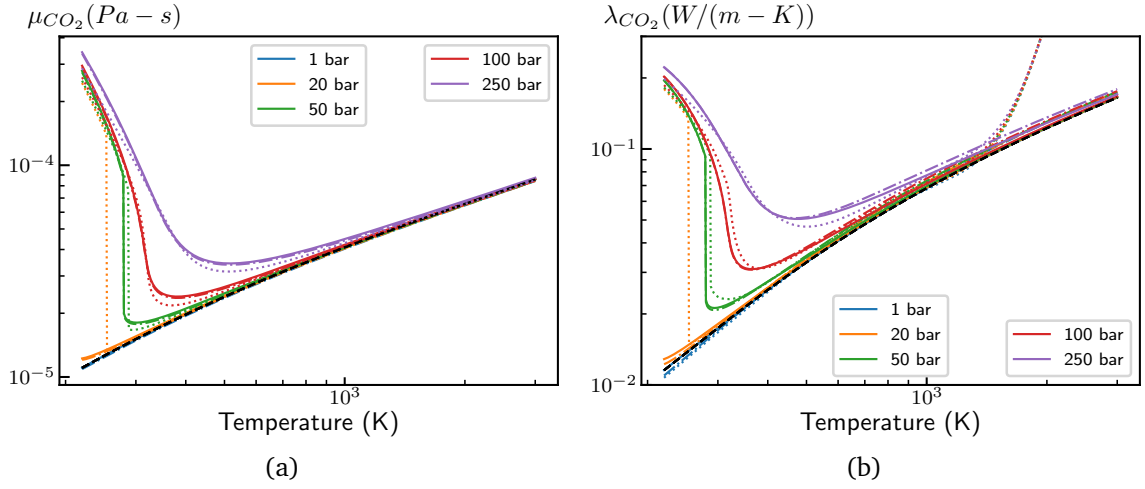 μ_{CO_2}(Pa − s)
1 bar
20 bar
50 bar
100 bar
250 bar
10^{-4}
10^{-5}
10^3
Temperature (K)
(a)
λ_{CO_2}(W/(m − K))
10^{-1}
10^{-2}
1 bar
20 bar
50 bar
100 bar
250 bar
10^3
Temperature (K)
(b)